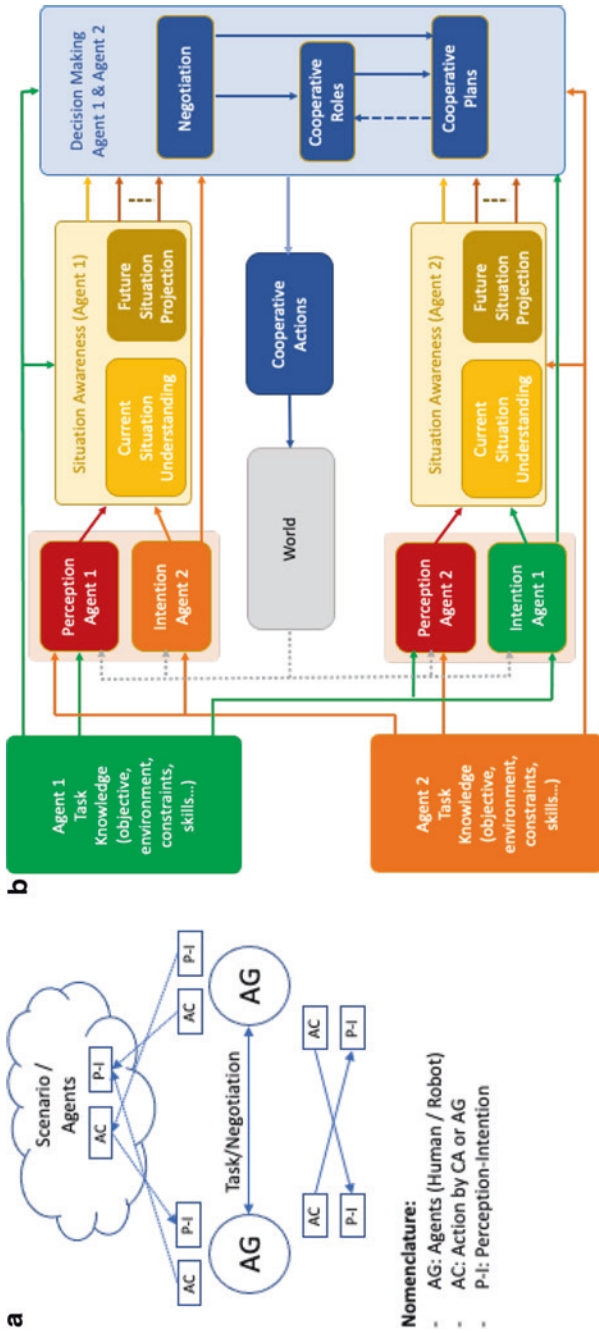 a
Scenario /
Agents
AC
P-I
AC
P-I
AC
P-I
AG
Task/Negotiation
AG
AC
P-I
AC
P-I
Nomenclature:
- AG: Agents (Human / Robot)
- AC: Action by CA or AG
- P-I: Perception-Intention
b
Agent 1
Task
Knowledge
(objective,
environment,
constraints,
skills...)
Agent 2
Task
Knowledge
(objective,
environment,
constraints,
skills...)
Perception
Agent 1
Intention
Agent 2
World
Perception
Agent 2
Intention
Agent 1
Situation Awareness (Agent 1)
Current
Situation
Understanding
Future
Situation
Projection
Cooperative
Actions
Situation Awareness (Agent 2)
Current
Situation
Understanding
Future
Situation
Projection
Decision Making
Agent 1 & Agent 2
Negotiation
Cooperative
Roles
Cooperative
Plans